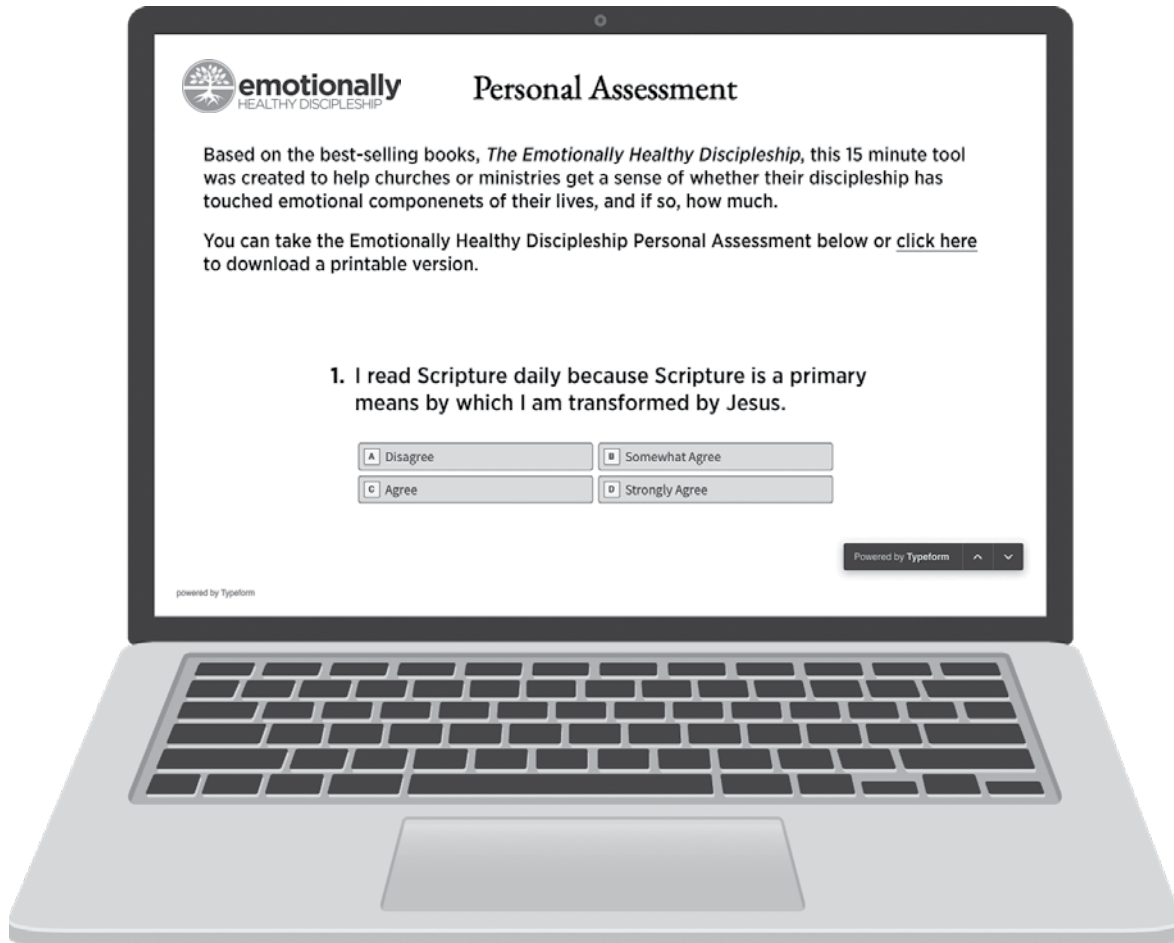 emotionally
HEALTHY DISCIPLESHIP
Personal Assessment
Based on the best-selling books, The Emotionally Healthy Discipleship, this 15 minute tool
was created to help churches or ministries get a sense of whether their discipleship has
touched emotional componenets of their lives, and if so, how much.
You can take the Emotionally Healthy Discipleship Personal Assessment below or click here
to download a printable version.
1. I read Scripture daily because Scripture is a primary
means by which I am transformed by Jesus.
A Disagree
B Somewhat Agree
C Agree
D Strongly Agree
Powered by Typeform
powered by Typeform